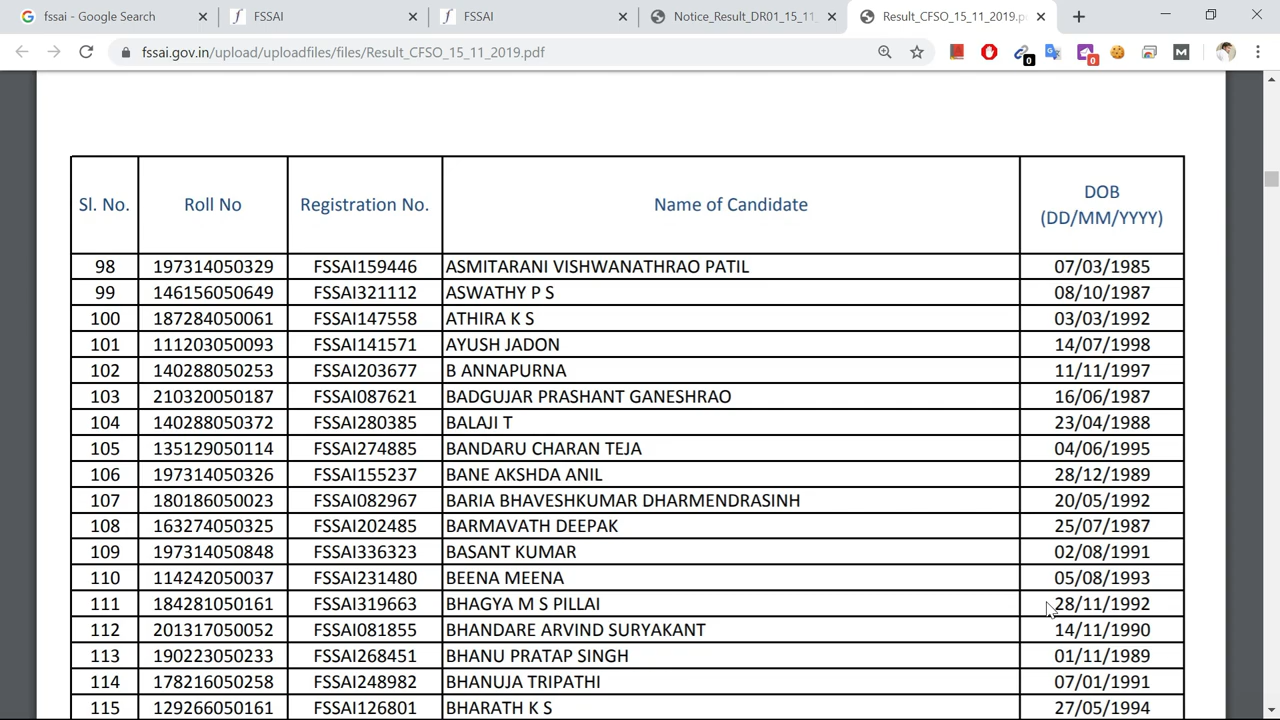 fssai - Google Search
FSSAI
FSSAI
Notice_Result_DR01_15_11_
Result_CFSO_15_11_2019.p
fssai.gov.in/upload/uploadfiles/files/Result_CFSO_15_11_2019.pdf
0
0
M
Sl. No. Roll No Registration No. Name of Candidate DOB (DD/MM/YYYY)
98 197314050329 FSSAI159446 ASMITARANI VISHWANATHRAO PATIL 07/03/1985
99 146156050649 FSSAI321112 ASWATHY P S 08/10/1987
100 187284050061 FSSAI147558 ATHIRA K S 03/03/1992
101 111203050093 FSSAI141571 AYUSH JADON 14/07/1998
102 140288050253 FSSAI203677 B ANNAPURNA 11/11/1997
103 210320050187 FSSAI087621 BADGUJAR PRASHANT GANESHRAO 16/06/1987
104 140288050372 FSSAI280385 BALAJI T 23/04/1988
105 135129050114 FSSAI274885 BANDARU CHARAN TEJA 04/06/1995
106 197314050326 FSSAI155237 BANE AKSHDA ANIL 28/12/1989
107 180186050023 FSSAI082967 BARIA BHAVESHKUMAR DHARMENDRASINH 20/05/1992
108 163274050325 FSSAI202485 BARMAVATH DEEPAK 25/07/1987
109 197314050848 FSSAI336323 BASANT KUMAR 02/08/1991
110 114242050037 FSSAI231480 BEENA MEENA 05/08/1993
111 184281050161 FSSAI319663 BHAGYA M S PILLAI 28/11/1992
112 201317050052 FSSAI081855 BHANDARE ARVIND SURYAKANT 14/11/1990
113 190223050233 FSSAI268451 BHANU PRATAP SINGH 01/11/1989
114 178216050258 FSSAI248982 BHANUJA TRIPATHI 07/01/1991
115 129266050161 FSSAI126801 BHARATH K S 27/05/1994